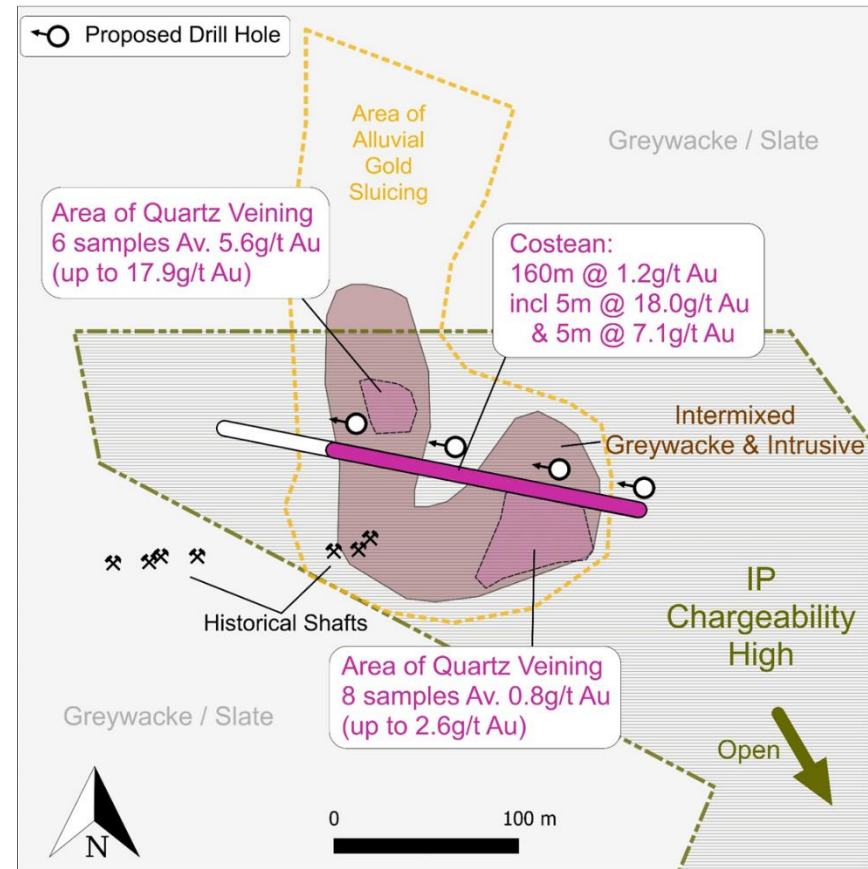 Proposed Drill Hole
Area of
Alluvial
Gold
Sluicing
Greywacke / Slate
Area of Quartz Veining
6 samples Av. 5.6g/t Au
(up to 17.9g/t Au)
Costean:
160m @ 1.2g/t Au
incl 5m @ 18.0g/t Au
& 5m @ 7.1g/t Au
Intermixed
Greywacke & Intrusive
Historical Shafts
IP
Chargeability
High
Area of Quartz Veining
8 samples Av. 0.8g/t Au
(up to 2.6g/t Au)
Greywacke / Slate
Open
N
0 100 m